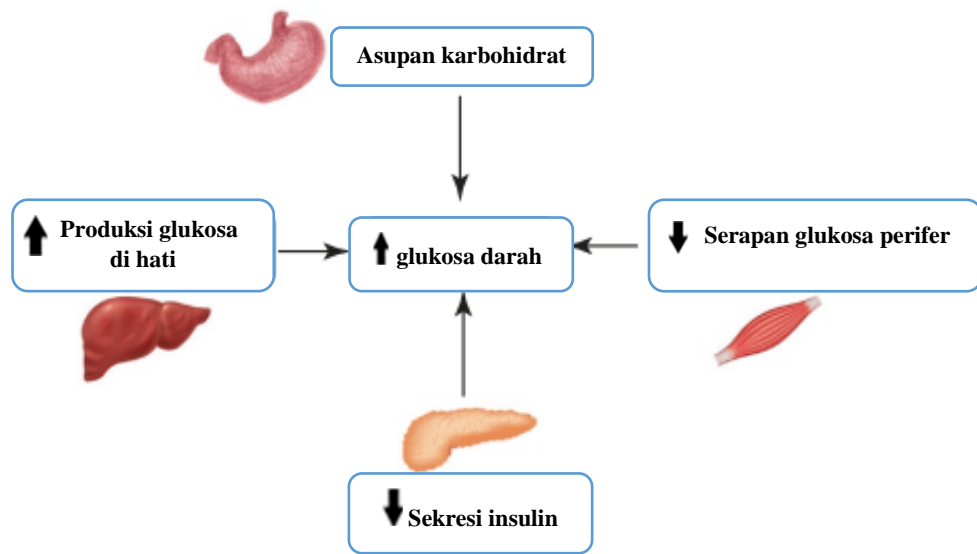 Asupan karbohidrat
Produksi glukosa
di hati
glukosa darah
Serapan glukosa perifer
Sekresi insulin